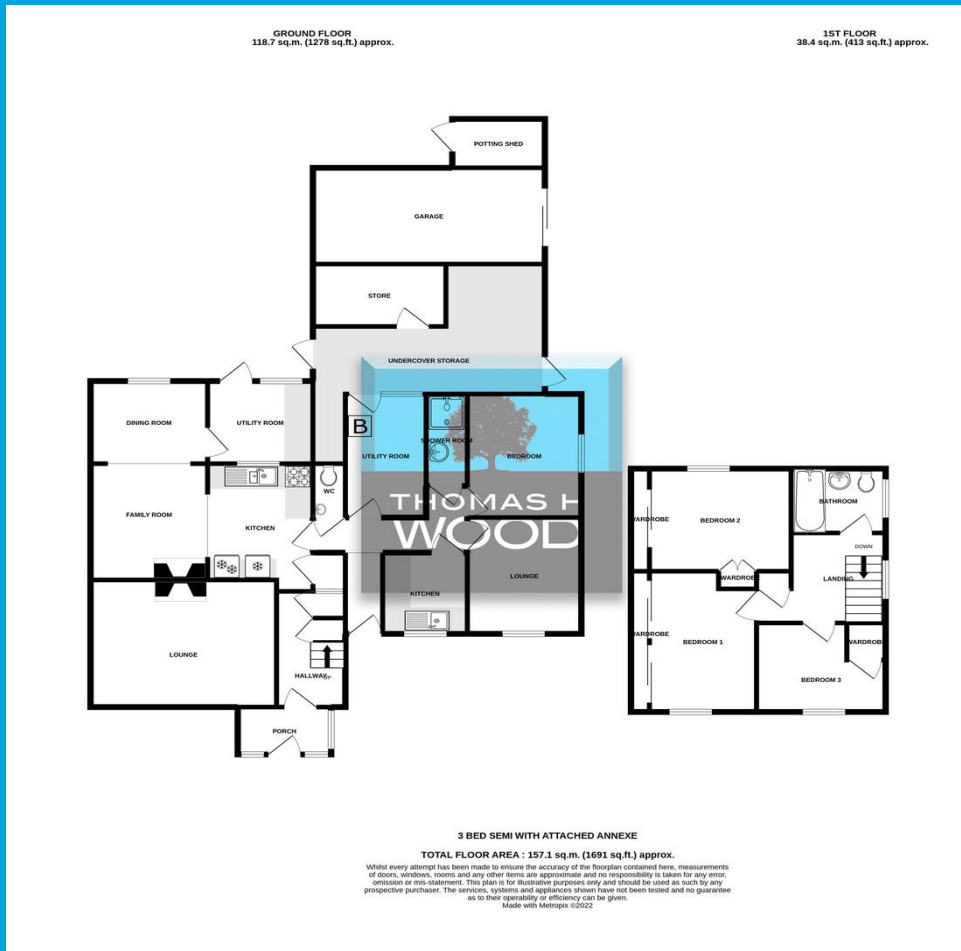 GROUND FLOOR
118.7 sq.m. (1278 sq.ft.) approx.
1ST FLOOR
38.4 sq.m. (413 sq.ft.) approx.
POTTING SHED
GARAGE
STORE
UNDERCOVER STORAGE
DINING ROOM
UTILITY ROOM
B
UTILITY ROOM
SHOWER ROOM
BEDROOM
WC
FAMILY ROOM
KITCHEN
THOMAS H
WOOD
KITCHEN
LOUNGE
LOUNGE
HALLWAY
UP
PORCH
WARDROBE
BEDROOM 2
BATHROOM
DOWN
WARDROBE
LANDING
WARDROBE
BEDROOM 1
WARDROBE
BEDROOM 3
3 BED SEMI WITH ATTACHED ANNEXE
TOTAL FLOOR AREA : 157.1 sq.m. (1691 sq.ft.) approx.
Whilst every attempt has been made to ensure the accuracy of the floorplan contained here, measurements
of doors, windows, rooms and any other items are approximate and no responsibility is taken for any error,
omission or mis-statement. This plan is for illustrative purposes only and should be used as such by any
prospective purchaser. The services, systems and appliances shown have not been tested and no guarantee
as to their operability or efficiency can be given.
Made with Metropix ©2022